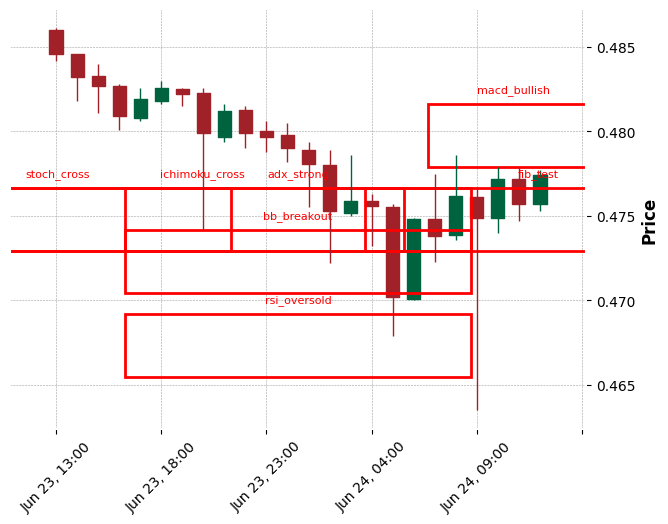 0.485
macd_bullish
0.480
stoch_cross
ichimoku_cross
adx_strong
fib_test
0.475
bb_breakout
Price
0.470
rsi_oversold
0.465
Jun 23, 13:00
Jun 23, 18:00
Jun 23, 23:00
Jun 24, 04:00
Jun 24, 09:00